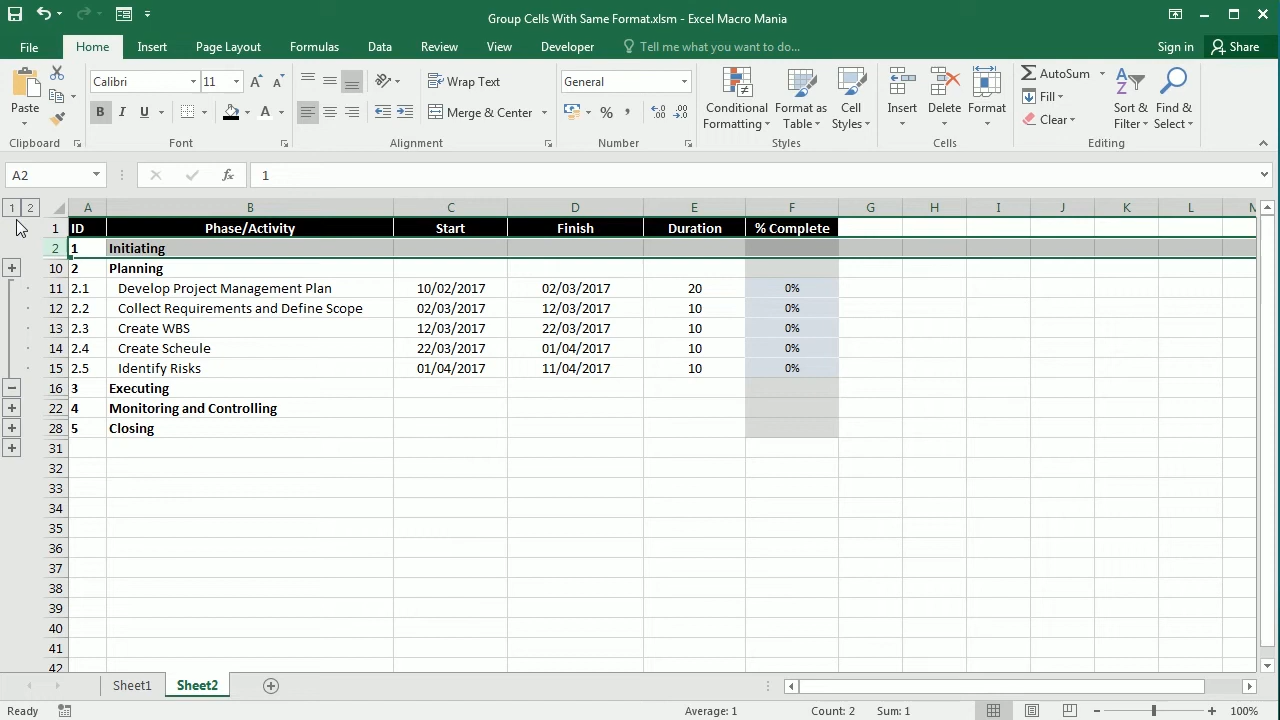 Group Cells With Same Format.xlsm - Excel Macro Mania
File Home Insert Page Layout Formulas Data Review View Developer Tell me what you want to do... Sign in Share
Paste Calibri 11 Wrap Text General Conditional Formatting Format as Table Cell Styles Insert Delete Format AutoSum Sort & Filter Find & Select
B I U A Merge & Center % Fill
Clear
Clipboard Font Alignment Number Styles Cells Editing
A2 fx 1
1 2 A B C D E F G H I J K L M
1 ID Phase/Activity Start Finish Duration % Complete
2 1 Initiating
10 2 Planning
11 2.1 Develop Project Management Plan 10/02/2017 02/03/2017 20 0%
12 2.2 Collect Requirements and Define Scope 02/03/2017 12/03/2017 10 0%
13 2.3 Create WBS 12/03/2017 22/03/2017 10 0%
14 2.4 Create Scheule 22/03/2017 01/04/2017 10 0%
15 2.5 Identify Risks 01/04/2017 11/04/2017 10 0%
16 3 Executing
22 4 Monitoring and Controlling
28 5 Closing
31
32
33
34
35
36
37
38
39
40
41
42
Sheet1 Sheet2
Ready Average: 1 Count: 2 Sum: 1 100%